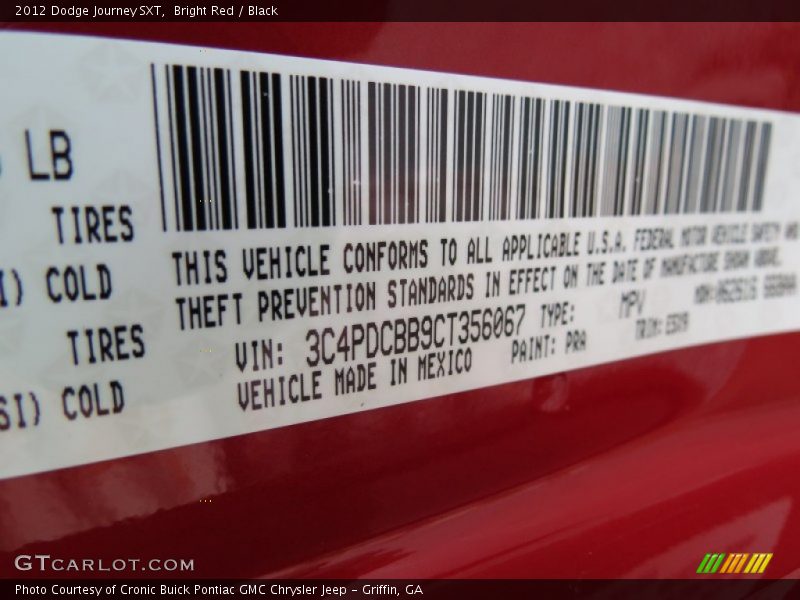 2012 Dodge Journey SXT, Bright Red / Black
LB
TIRES
COLD
TIRES
SI) COLD
THIS VEHICLE CONFORMS TO ALL APPLICABLE U.S.A. FEDERAL MOTOR VEHICLE SAFETY AND
THEFT PREVENTION STANDARDS IN EFFECT ON THE DATE OF MANUFACTURE SHOWN ABOVE.
VIN: 3C4PDCBB9CT356067 TYPE: MPV
VEHICLE MADE IN MEXICO PAINT: PRA TRIM:
GTCARLOT.COM
Photo Courtesy of Cronic Buick Pontiac GMC Chrysler Jeep - Griffin, GA